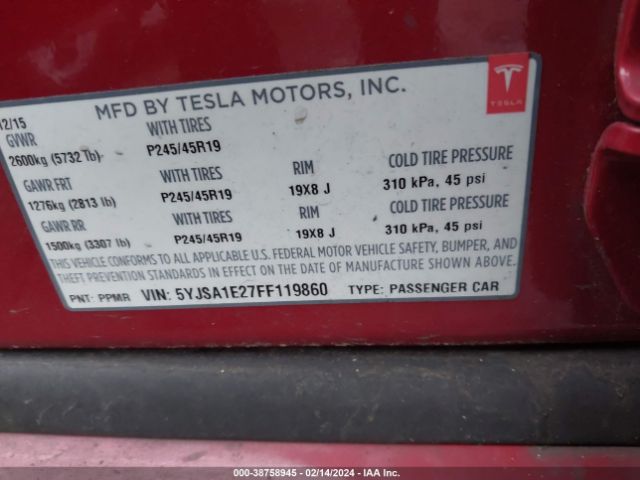 MFD BY TESLA MOTORS, INC.
TESLA
2/15
GVWR WITH TIRES
2600kg (5732 lb) P245/45R19
GAWR FRT WITH TIRES RIM COLD TIRE PRESSURE
1276kg (2813 lb) P245/45R19 19X8 J 310 kPa, 45 psi
GAWR RR WITH TIRES RIM COLD TIRE PRESSURE
1500kg (3307 lb) P245/45R19 19X8 J 310 kPa, 45 psi
THIS VEHICLE CONFORMS TO ALL APPLICABLE U.S. FEDERAL MOTOR VEHICLE SAFETY, BUMPER, AND
THEFT PREVENTION STANDARDS IN EFFECT ON THE DATE OF MANUFACTURE SHOWN ABOVE.
PNT: PPMR VIN: 5YJSA1E27FF119860 TYPE: PASSENGER CAR
000-38758945 - 02/14/2024 - IAA Inc.